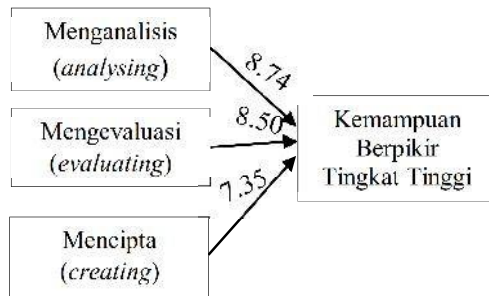 Menganalisis
(analysing)
8.74
Mengevaluasi
(evaluating)
8.50
Mencipta
(creating)
7.35
Kemampuan
Berpikir
Tingkat Tinggi